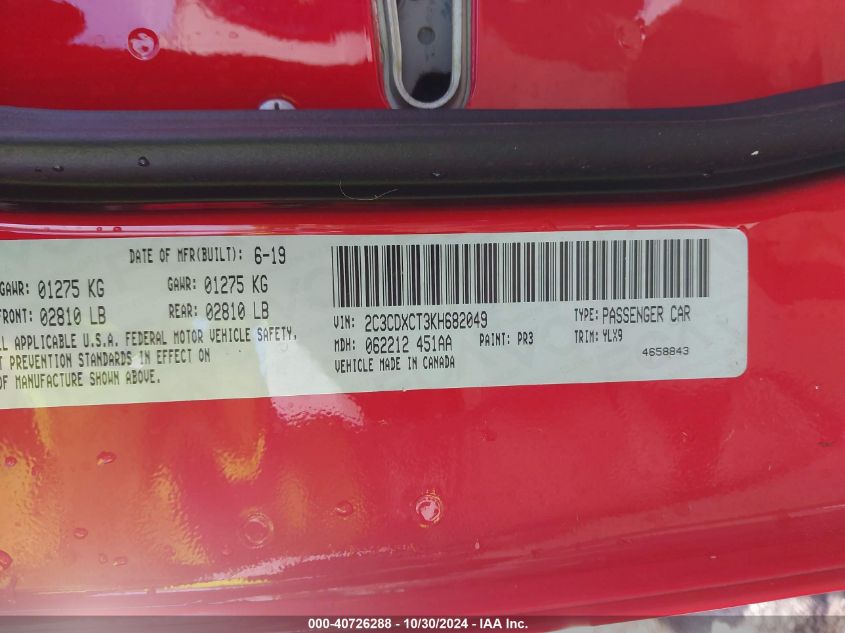 DATE OF MFR(BUILT): 6-19
GAWR: 01275 KG GAWR: 01275 KG
FRONT: 02810 LB REAR: 02810 LB
APPLICABLE U.S.A. FEDERAL MOTOR VEHICLE SAFETY,
PREVENTION STANDARDS IN EFFECT ON
OF MANUFACTURE SHOWN ABOVE.
VIN: 2C3CDXCT3KH682049 TYPE: PASSENGER CAR
MDH: 062212 451AA PAINT: PR3 TRIM: YLX9
VEHICLE MADE IN CANADA 4658843
000-40726288 - 10/30/2024 - IAA Inc.